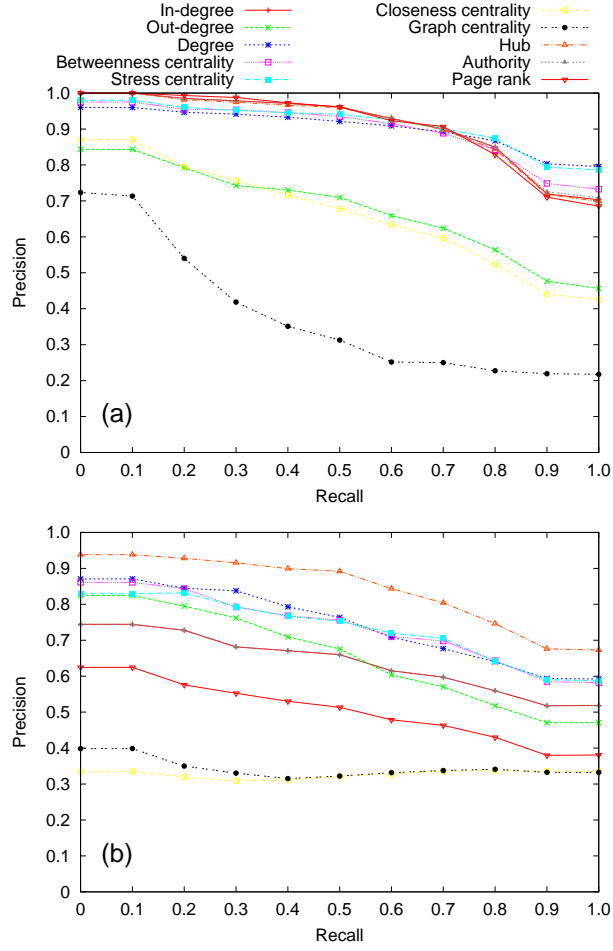 In-degree
Out-degree
Degree
Betweenness centrality
Stress centrality
Closeness centrality
Graph centrality
Hub
Authority
Page rank
1.0
0.9
0.8
0.7
0.6
0.5
0.4
0.3
0.2
0.1
0
Precision
(a)
0 0.1 0.2 0.3 0.4 0.5 0.6 0.7 0.8 0.9 1.0
Recall
1.0
0.9
0.8
0.7
0.6
0.5
0.4
0.3
0.2
0.1
0
Precision
(b)
0 0.1 0.2 0.3 0.4 0.5 0.6 0.7 0.8 0.9 1.0
Recall